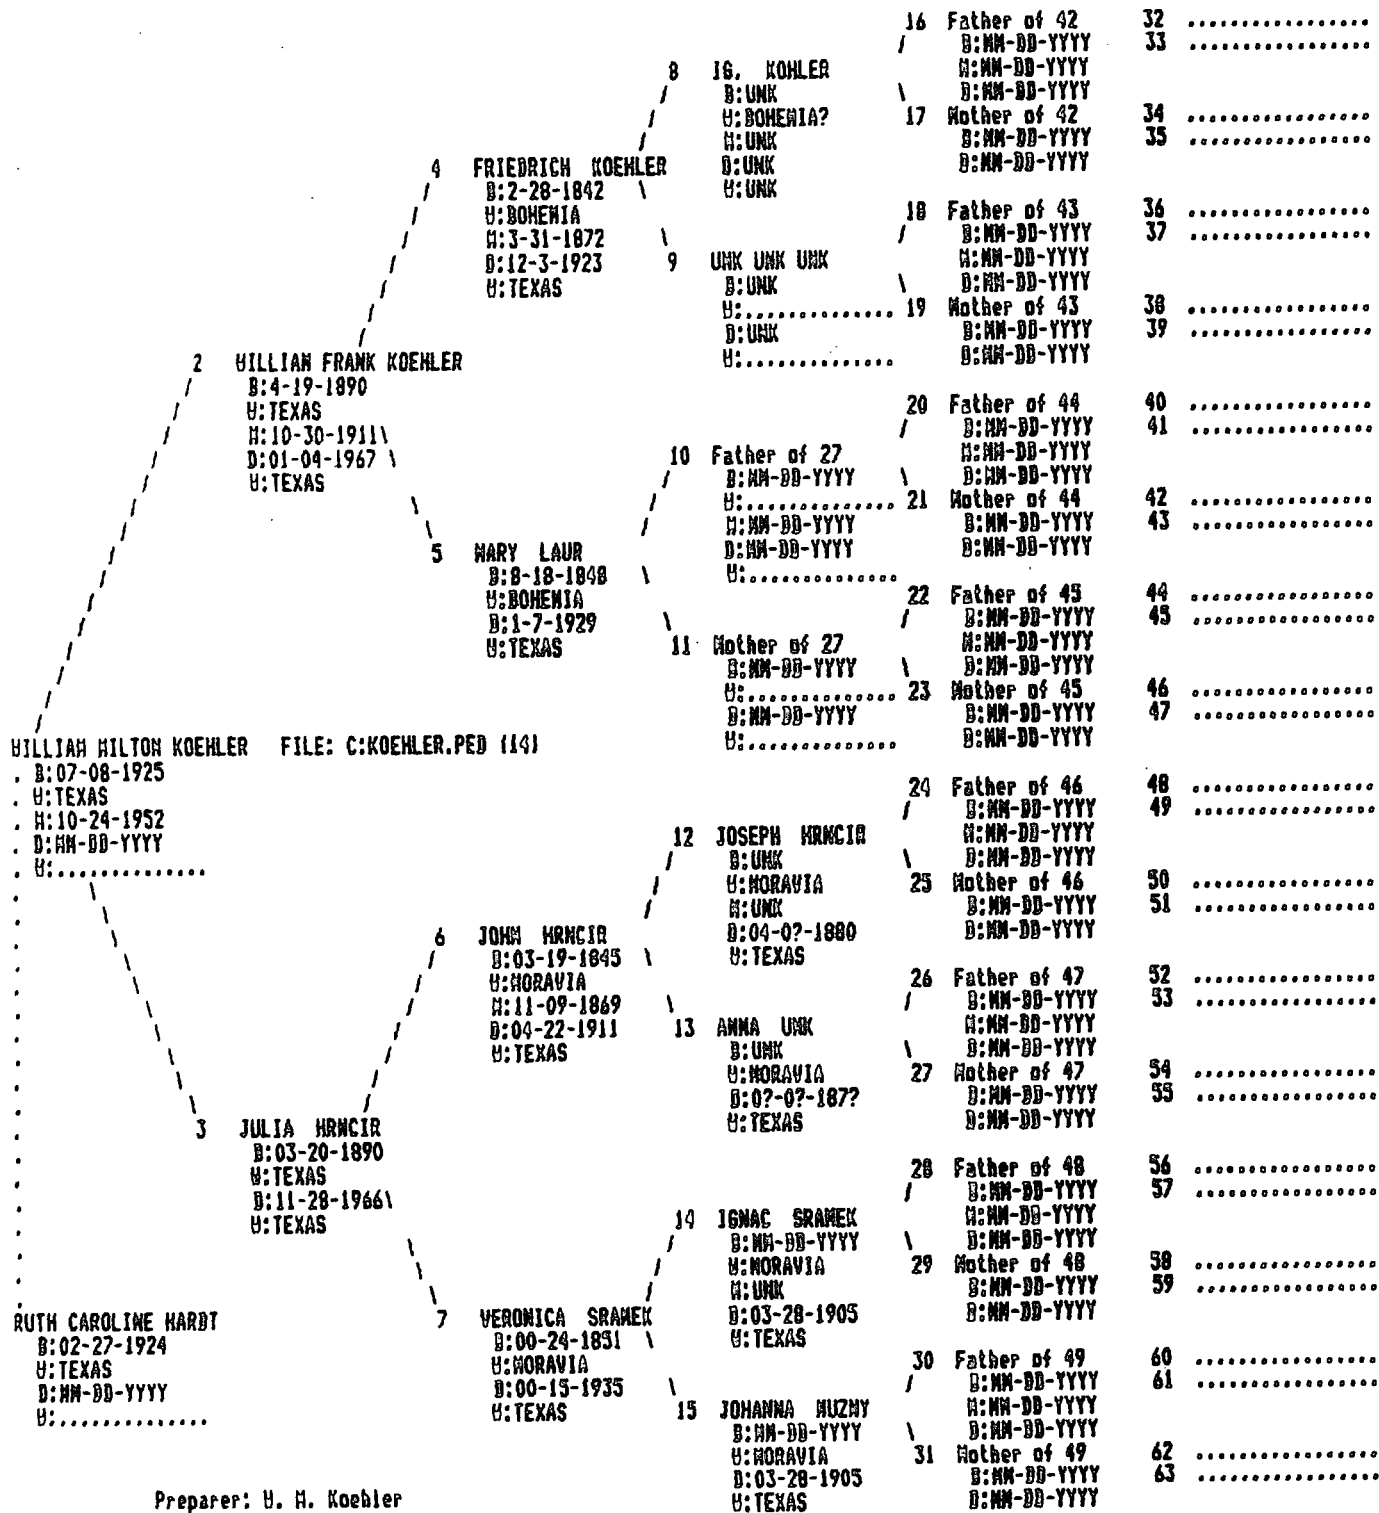 WILLIAM MILTON KOEHLER FILE: C:KOEHLER.PED {14}
B:07-08-1925
W:TEXAS
M:10-24-1952
D:MM-DD-YYYY
W:...............
RUTH CAROLINE HARDT
B:02-27-1924
W:TEXAS
D:MM-DD-YYYY
W:...............
2 WILLIAM FRANK KOEHLER
B:4-19-1890
W:TEXAS
M:10-30-1911
D:01-04-1967
W:TEXAS
3 JULIA HRNCIR
B:03-20-1890
W:TEXAS
D:11-28-1966
W:TEXAS
4 FRIEDRICH KOEHLER
B:2-28-1842
W:BOHEMIA
M:3-31-1872
D:12-3-1923
W:TEXAS
5 MARY LAUR
B:8-18-1848
W:BOHEMIA
D:1-7-1929
W:TEXAS
6 JOHN HRNCIR
B:03-19-1845
W:MORAVIA
M:11-09-1869
D:04-22-1911
W:TEXAS
7 VERONICA SRAMEK
B:00-24-1851
W:MORAVIA
D:00-15-1935
W:TEXAS
8 IG. KOHLER
B:UNK
W:BOHEMIA?
M:UNK
D:UNK
W:UNK
9 UNK UNK UNK
B:UNK
W:...............
D:UNK
W:...............
10 Father of 27
B:MM-DD-YYYY
W:...............
M:MM-DD-YYYY
D:MM-DD-YYYY
W:...............
11 Mother of 27
B:MM-DD-YYYY
W:...............
D:MM-DD-YYYY
W:...............
12 JOSEPH HRNCIR
B:UNK
W:MORAVIA
M:UNK
D:04-0?-1880
W:TEXAS
13 ANNA UNK
B:UNK
W:MORAVIA
D:0?-0?-187?
W:TEXAS
14 IGNAC SRAMEK
B:MM-DD-YYYY
W:MORAVIA
M:UNK
D:03-28-1905
W:TEXAS
15 JOHANNA NUZNY
B:MM-DD-YYYY
W:MORAVIA
D:03-28-1905
W:TEXAS
16 Father of 42
B:MM-DD-YYYY
M:MM-DD-YYYY
D:MM-DD-YYYY
17 Mother of 42
B:MM-DD-YYYY
D:MM-DD-YYYY
18 Father of 43
B:MM-DD-YYYY
M:MM-DD-YYYY
D:MM-DD-YYYY
19 Mother of 43
B:MM-DD-YYYY
D:MM-DD-YYYY
20 Father of 44
B:MM-DD-YYYY
M:MM-DD-YYYY
D:MM-DD-YYYY
21 Mother of 44
B:MM-DD-YYYY
D:MM-DD-YYYY
22 Father of 45
B:MM-DD-YYYY
M:MM-DD-YYYY
D:MM-DD-YYYY
23 Mother of 45
B:MM-DD-YYYY
D:MM-DD-YYYY
24 Father of 46
B:MM-DD-YYYY
M:MM-DD-YYYY
D:MM-DD-YYYY
25 Mother of 46
B:MM-DD-YYYY
D:MM-DD-YYYY
26 Father of 47
B:MM-DD-YYYY
M:MM-DD-YYYY
D:MM-DD-YYYY
27 Mother of 47
B:MM-DD-YYYY
D:MM-DD-YYYY
28 Father of 48
B:MM-DD-YYYY
M:MM-DD-YYYY
D:MM-DD-YYYY
29 Mother of 48
B:MM-DD-YYYY
D:MM-DD-YYYY
30 Father of 49
B:MM-DD-YYYY
M:MM-DD-YYYY
D:MM-DD-YYYY
31 Mother of 49
B:MM-DD-YYYY
D:MM-DD-YYYY
32 .................
33 .................
34 .................
35 .................
36 .................
37 .................
38 .................
39 .................
40 .................
41 .................
42 .................
43 .................
44 .................
45 .................
46 .................
47 .................
48 .................
49 .................
50 .................
51 .................
52 .................
53 .................
54 .................
55 .................
56 .................
57 .................
58 .................
59 .................
60 .................
61 .................
62 .................
63 .................
Preparer: W. M. Koehler